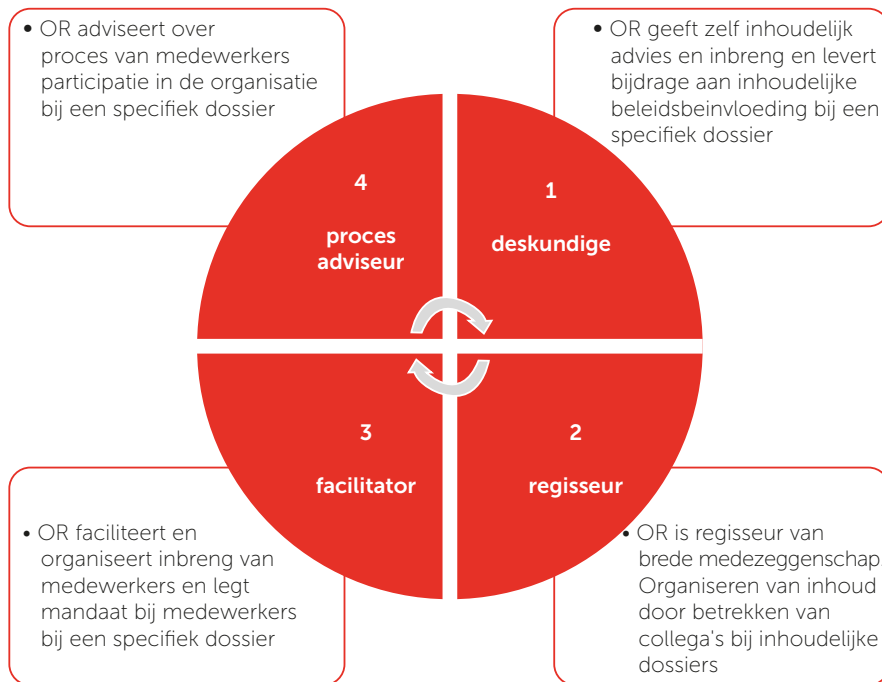 • OR adviseert over
proces van medewerkers
participatie in de organisatie
bij een specifiek dossier
• OR geeft zelf inhoudelijk
advies en inbreng en levert
bijdrage aan inhoudelijke
beleidsbeinvloeding bij een
specifiek dossier
4
proces
adviseur
1
deskundige
3
facilitator
2
regisseur
• OR faciliteert en
organiseert inbreng van
medewerkers en legt
mandaat bij medewerkers
bij een specifiek dossier
• OR is regisseur van
brede medezeggenschap.
Organiseren van inhoud
door betrekken van
collega's bij inhoudelijke
dossiers